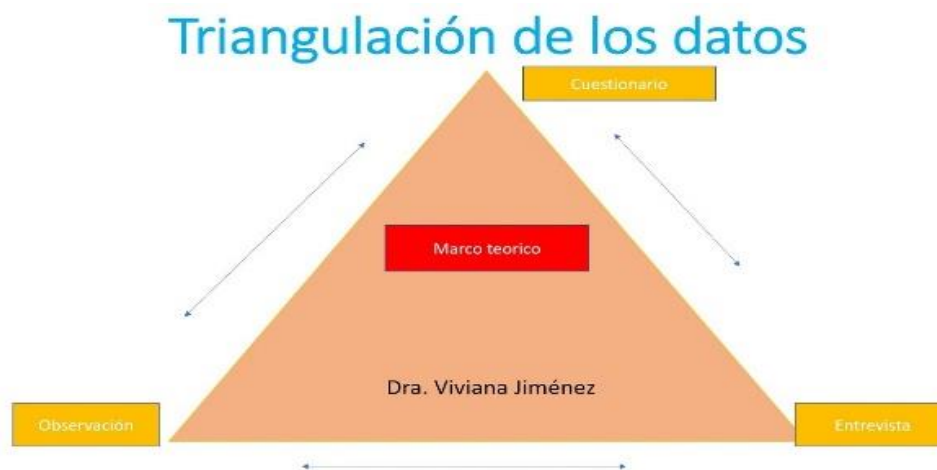 Triangulación de los datos
Cuestionario
Marco teorico
Dra. Viviana Jiménez
Observación
Entrevista